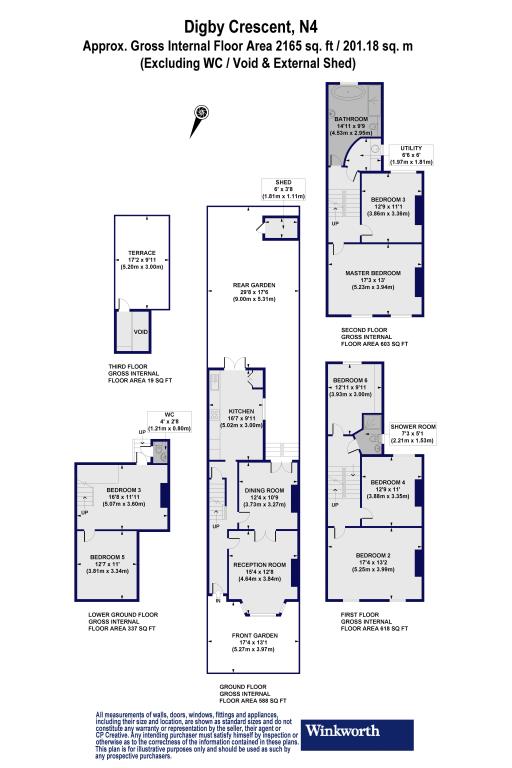 Digby Crescent, N4
Approx. Gross Internal Floor Area 2165 sq. ft / 201.18 sq. m
(Excluding WC / Void & External Shed)
BATHROOM
14'11 x 9'9
(4.53m x 2.95m)
UTILITY
6'6 x 6'
(1.97m x 1.81m)
BEDROOM 3
12'9 x 11'1
(3.86m x 3.36m)
UP
MASTER BEDROOM
17'3 x 13'
(5.23m x 3.94m)
SECOND FLOOR
GROSS INTERNAL
FLOOR AREA 603 SQ FT
SHED
6' x 3'8
(1.81m x 1.11m)
REAR GARDEN
29'8 x 17'6
(9.00m x 5.31m)
TERRACE
17'2 x 9'11
(5.20m x 3.00m)
VOID
THIRD FLOOR
GROSS INTERNAL
FLOOR AREA 19 SQ FT
KITCHEN
16'7 x 9'11
(5.02m x 3.00m)
DINING ROOM
12'4 x 10'9
(3.73m x 3.27m)
UP
RECEPTION ROOM
15'4 x 12'8
(4.64m x 3.84m)
IN
FRONT GARDEN
17'4 x 13'1
(5.27m x 3.97m)
GROUND FLOOR
GROSS INTERNAL
FLOOR AREA 588 SQ FT
WC
4' x 2'8
(1.21m x 0.80m)
UP
BEDROOM 3
16'8 x 11'11
(5.07m x 3.60m)
UP
BEDROOM 5
12'7 x 11'
(3.81m x 3.34m)
LOWER GROUND FLOOR
GROSS INTERNAL
FLOOR AREA 337 SQ FT
BEDROOM 6
12'11 x 9'11
(3.93m x 3.00m)
SHOWER ROOM
7'3 x 5'1
(2.21m x 1.53m)
BEDROOM 4
12'9 x 11'
(3.88m x 3.35m)
UP
BEDROOM 2
17'4 x 13'2
(5.25m x 3.99m)
FIRST FLOOR
GROSS INTERNAL
FLOOR AREA 618 SQ FT
All measurements of walls, doors, windows, fittings and appliances,
including their size and location, are shown as standard sizes and do not
constitute any warranty or representation by the seller, their agent or
CP Creative. Any intending purchaser must satisfy himself by inspection or
otherwise as to the correctness of the information contained in these plans.
This plan is for illustrative purposes only and should be used as such by
any prospective purchasers.
Winkworth